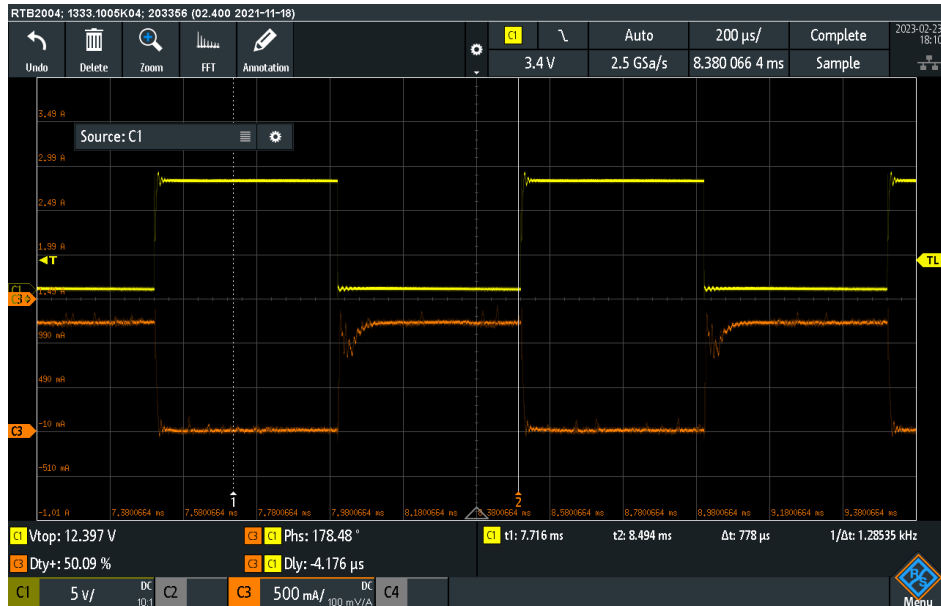 RTB2004; 1333.1005K04; 203356 (02.400 2021-11-18)
Undo Delete Zoom FFT Annotation
C1 Auto 200 µs/ Complete 2023-02-23
18:10
3.4 V 2.5 GSa/s 8.380 066 4 ms Sample
3.49 A
Source: C1
2.99 A
2.49 A
1.99 A
T
TL
C1
C3 1.49 A
990 mA
490 mA
C3 -10 mA
-510 mA
1 2
-1.01 A 7.3800664 ms 7.5800664 ms 7.7800664 ms 7.9800664 ms 8.1800664 ms 8.3800664 ms 8.5800664 ms 8.7800664 ms 8.9800664 ms 9.1800664 ms 9.3800664 ms
C1 Vtop: 12.397 V C3 C1 Phs: 178.48 ° C1 t1: 7.716 ms t2: 8.494 ms Δt: 778 µs 1/Δt: 1.28535 kHz
C3 Dty+: 50.09 % C3 C1 Dly: -4.176 µs
C1 5 V/ DC 10:1 C2 C3 500 mA/ DC 100 mV/A C4
R S
Menu